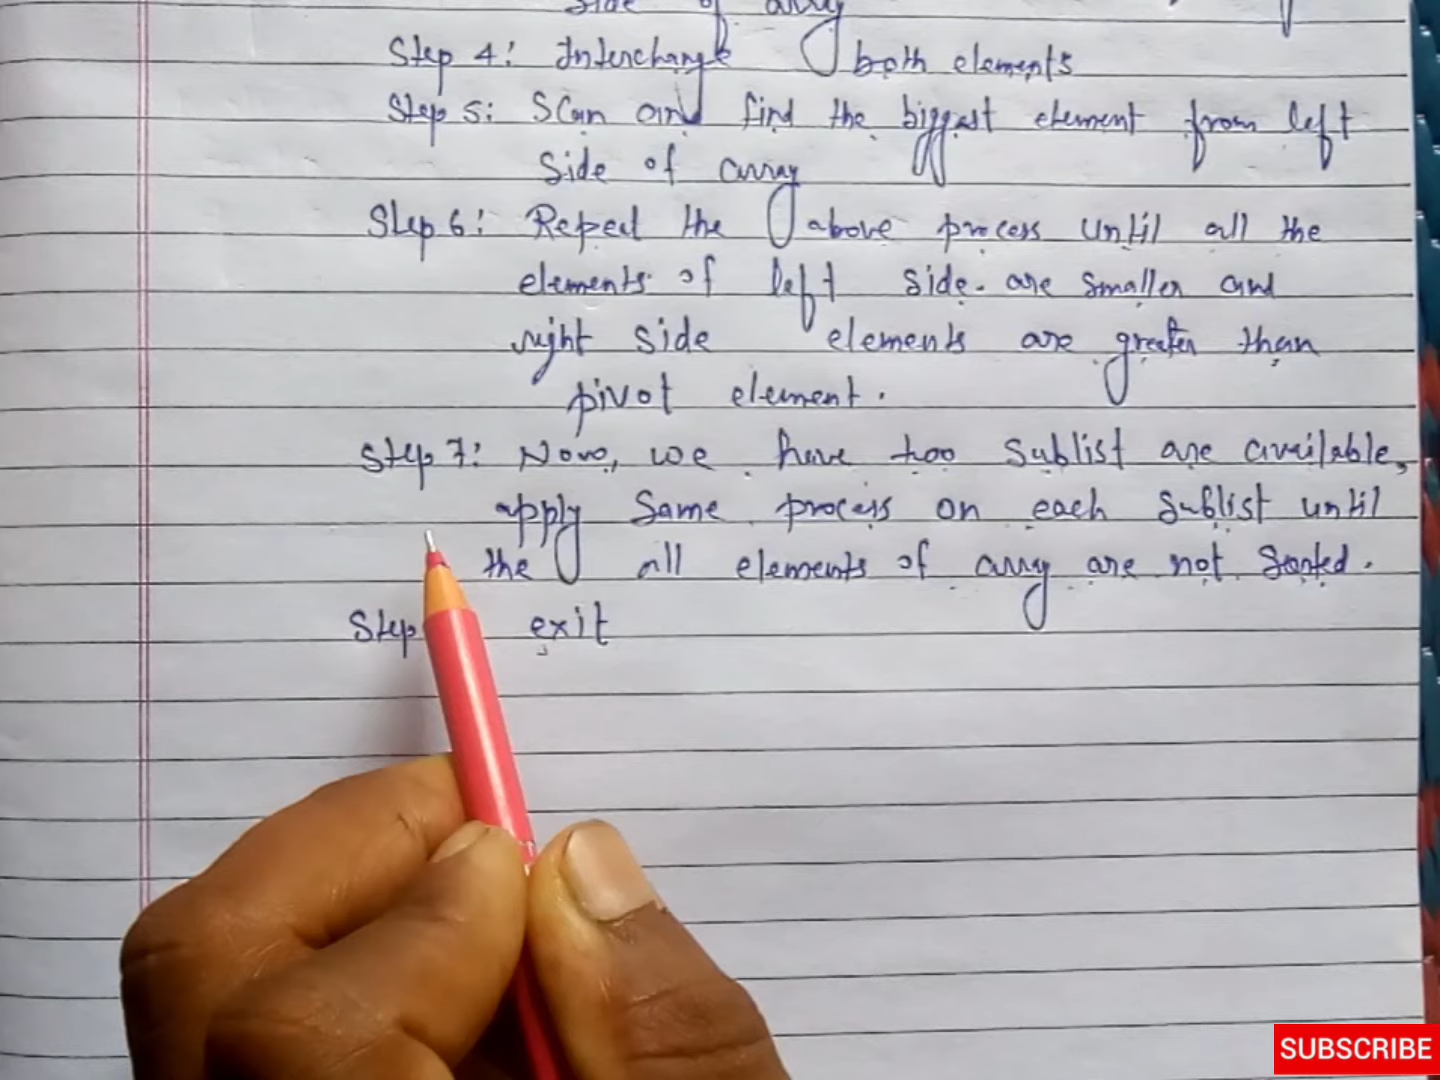 side of array
Step 4: Interchange both elements
Step 5: Scan and find the biggest element from left
side of array
Step 6: Repeat the above process until all the
elements of left side are smaller and
right side elements are greater than
pivot element.
Step 7: Now, we have too sublist are available,
apply same process on each sublist until
the all elements of array are not sorted.
Step exit
SUBSCRIBE